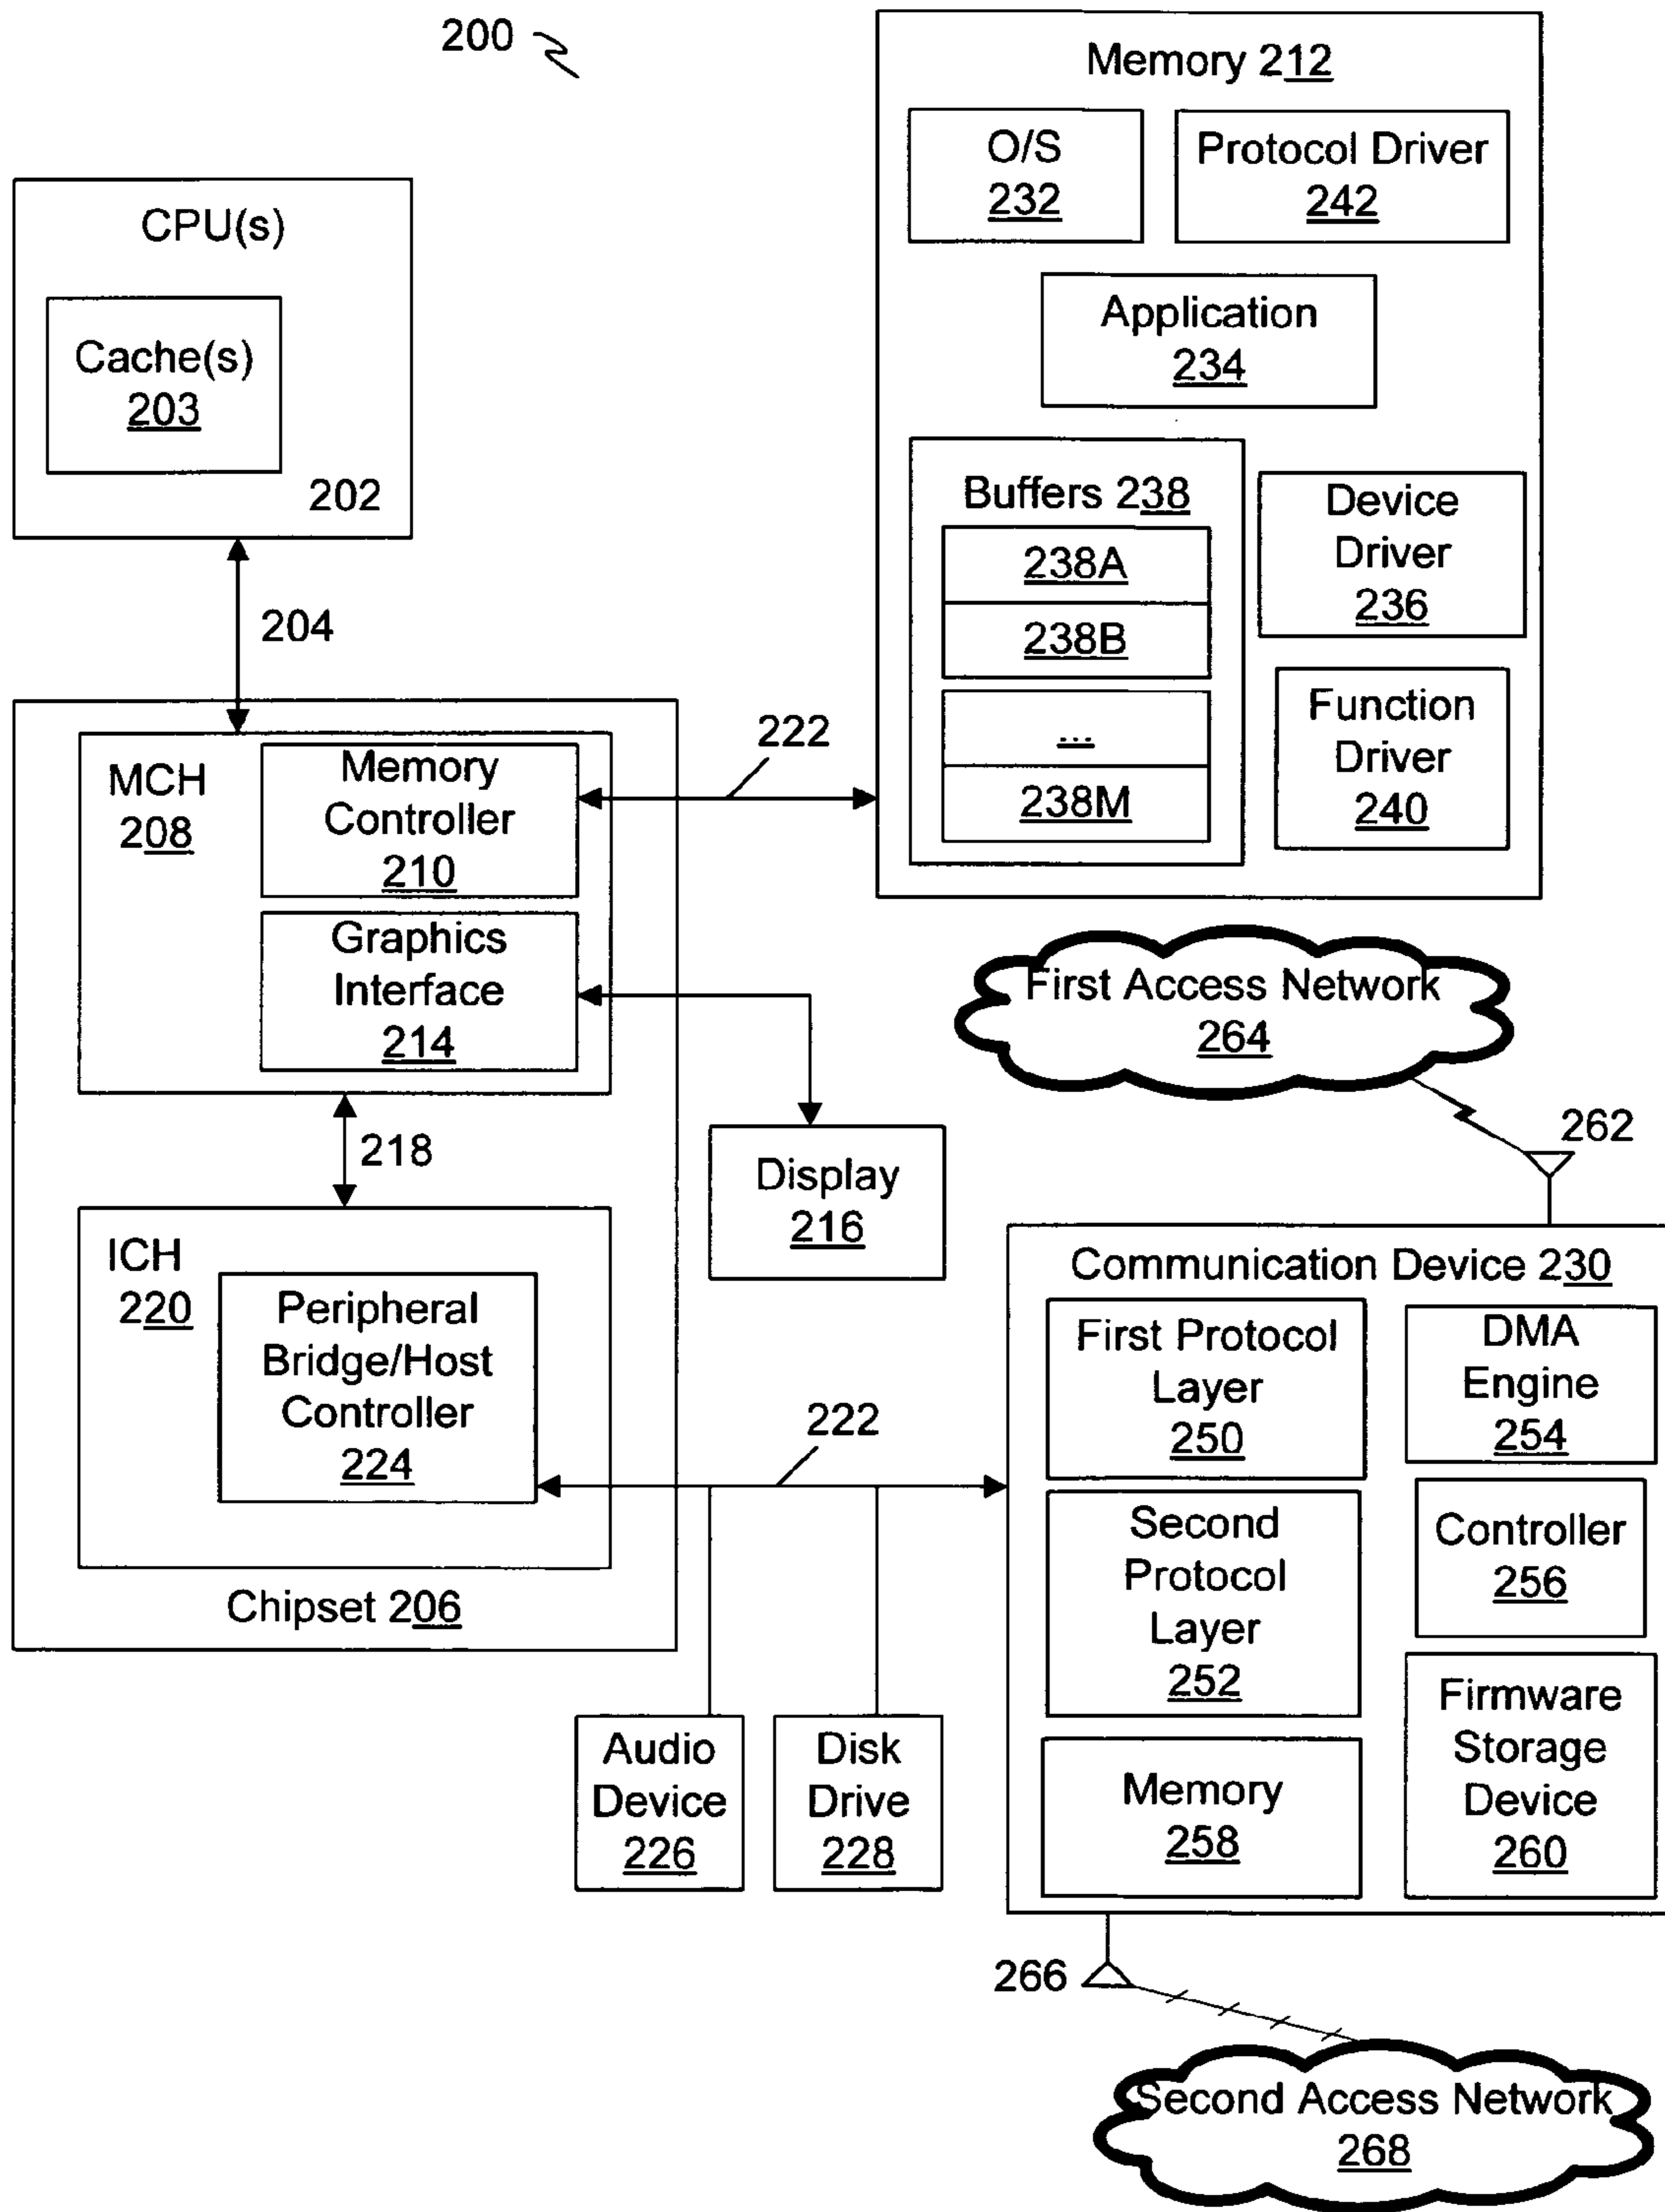 200
Memory 212
O/S
232
Protocol Driver
242
Application
234
Buffers 238
238A
238B
...
238M
Device
Driver
236
Function
Driver
240
CPU(s)
Cache(s)
203
202
204
MCH
208
Memory
Controller
210
222
Graphics
Interface
214
218
Display
216
ICH
220
Peripheral
Bridge/Host
Controller
224
Chipset 206
222
Audio
Device
226
Disk
Drive
228
First Access Network
264
262
Communication Device 230
First Protocol
Layer
250
DMA
Engine
254
Second
Protocol
Layer
252
Controller
256
Memory
258
Firmware
Storage
Device
260
266
Second Access Network
268